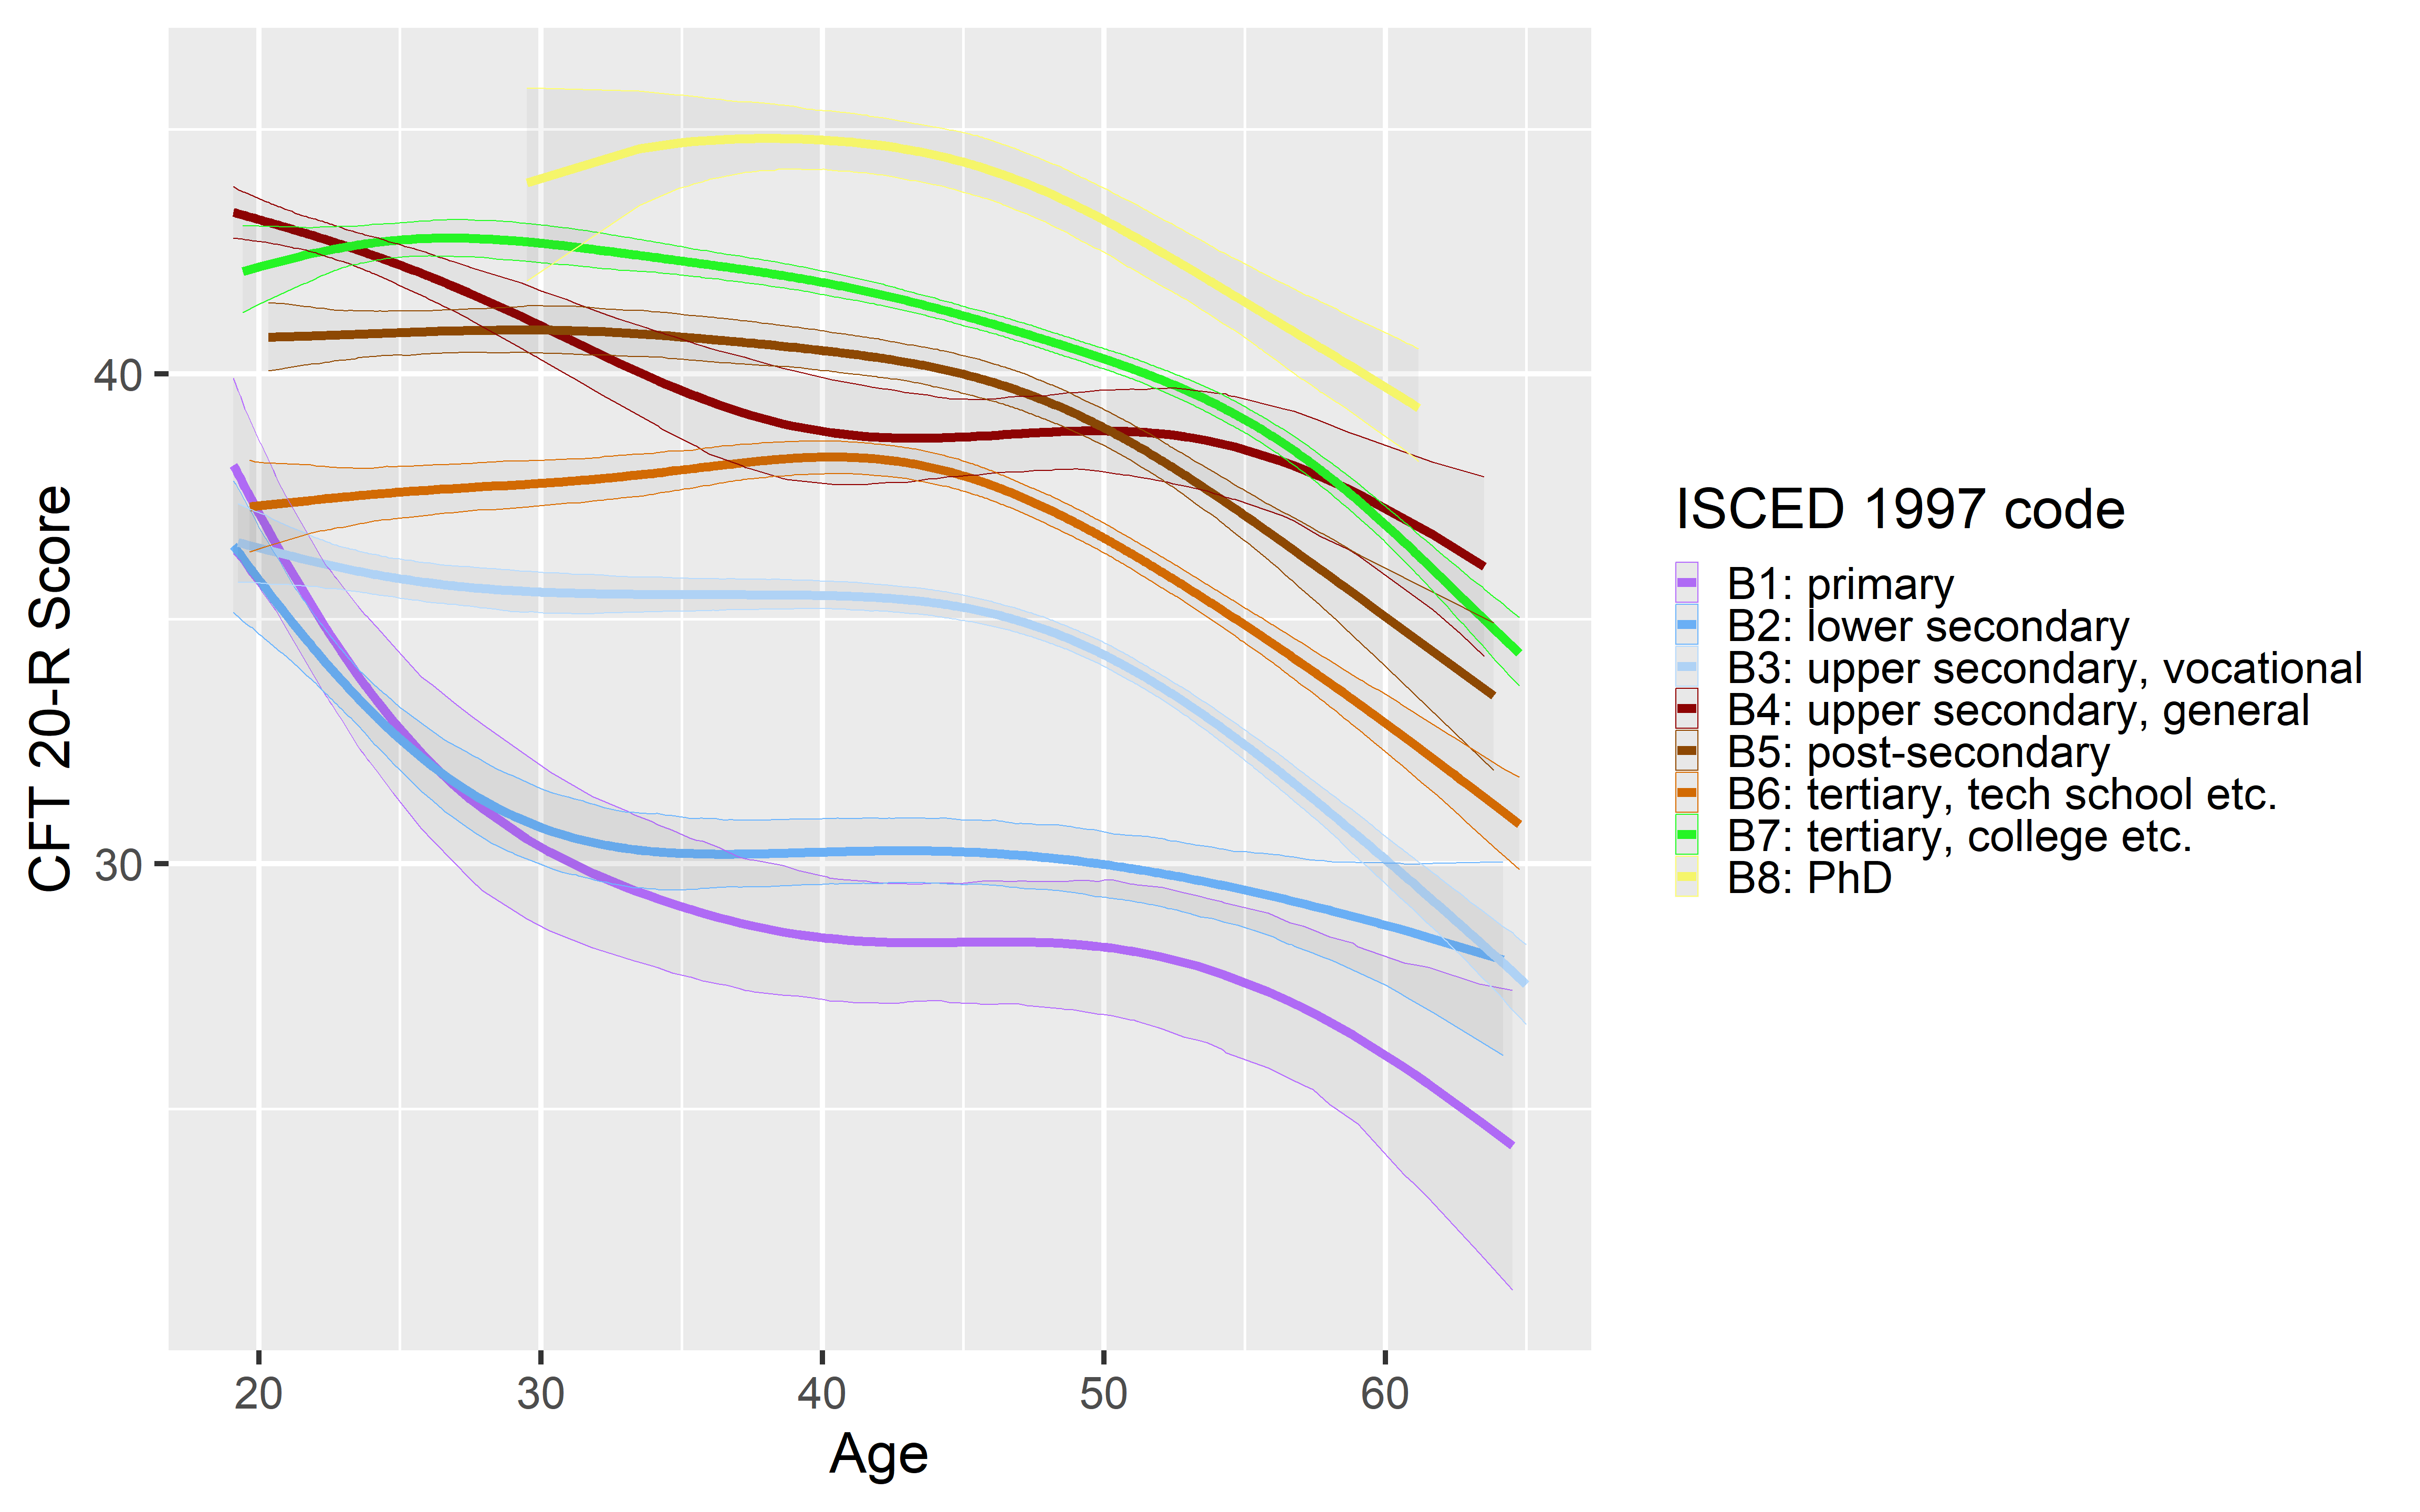 CFT 20-R Score
40
30
20 30 40 50 60
Age
ISCED 1997 code
B1: primary
B2: lower secondary
B3: upper secondary, vocational
B4: upper secondary, general
B5: post-secondary
B6: tertiary, tech school etc.
B7: tertiary, college etc.
B8: PhD